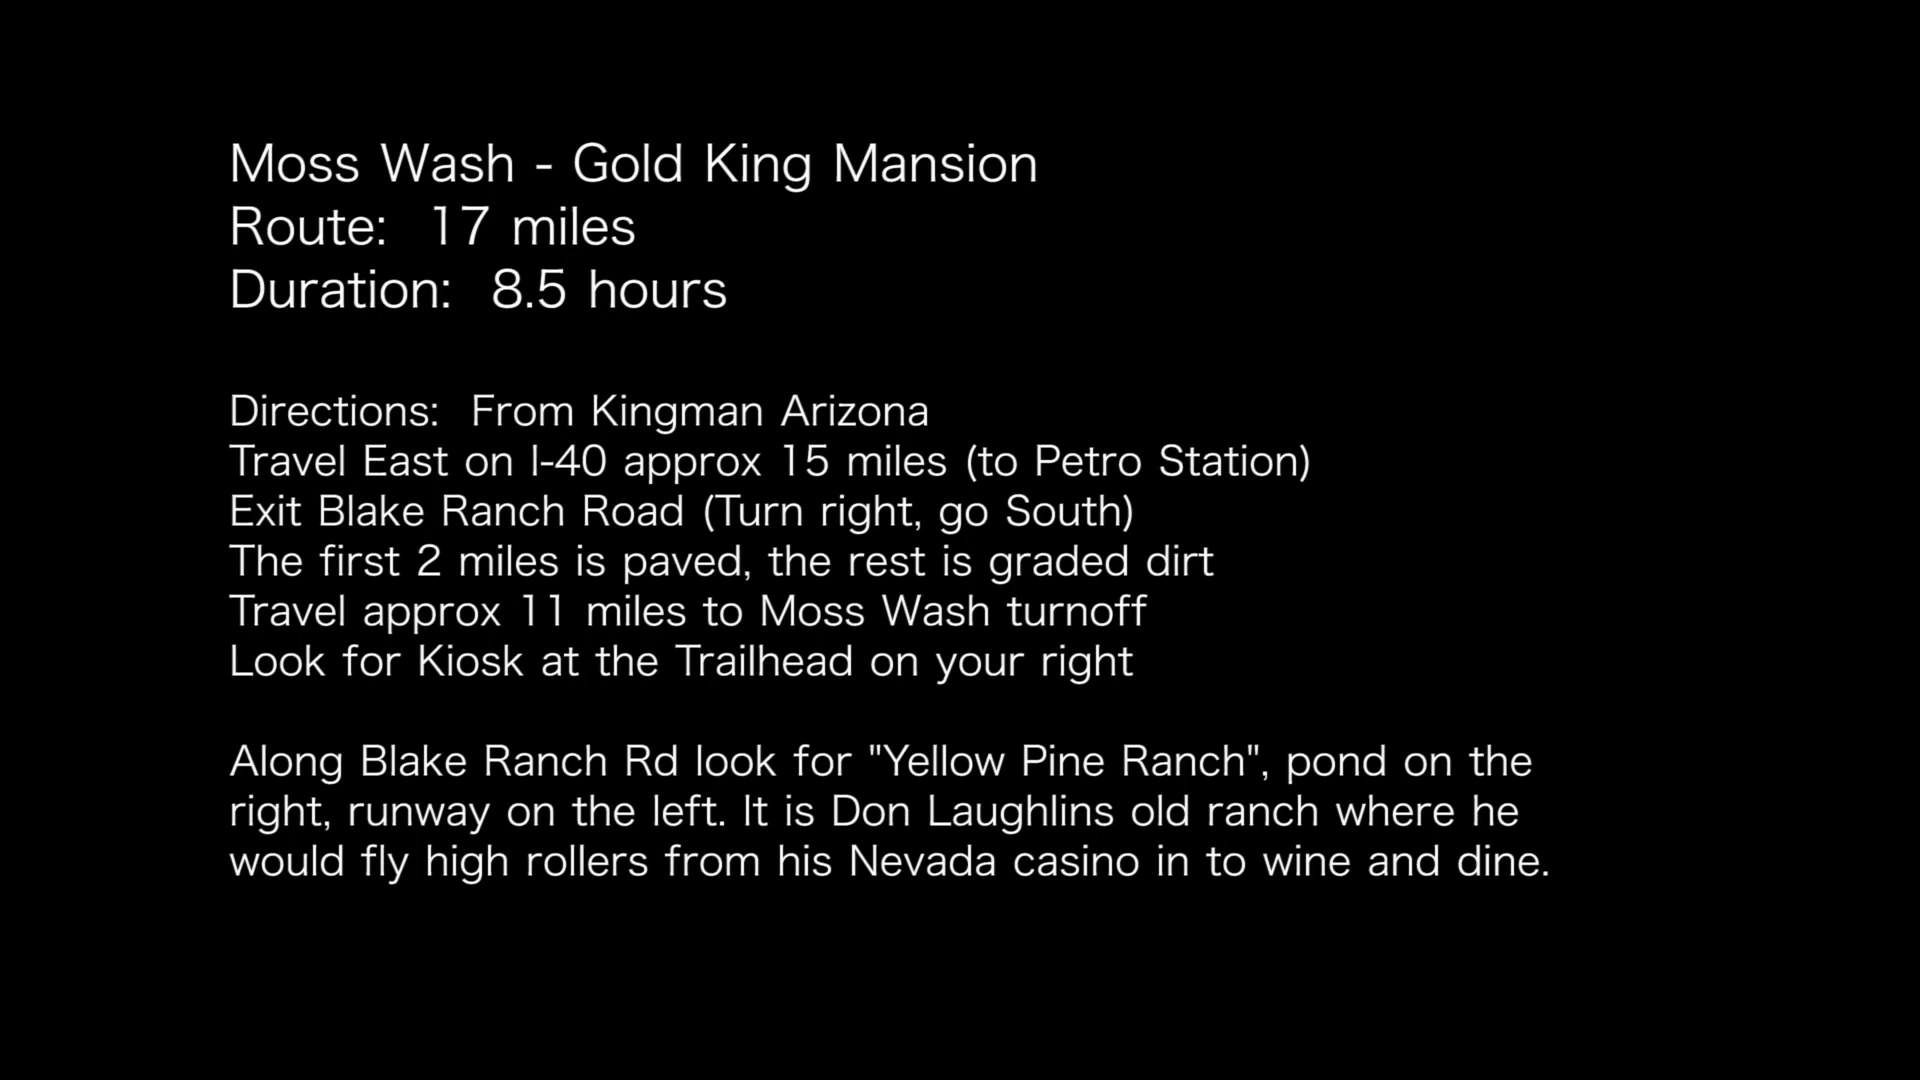 Moss Wash - Gold King Mansion
Route:  17 miles
Duration:  8.5 hours
Directions:  From Kingman Arizona
Travel East on I-40 approx 15 miles (to Petro Station)
Exit Blake Ranch Road (Turn right, go South)
The first 2 miles is paved, the rest is graded dirt
Travel approx 11 miles to Moss Wash turnoff
Look for Kiosk at the Trailhead on your right
Along Blake Ranch Rd look for "Yellow Pine Ranch", pond on the
right, runway on the left. It is Don Laughlins old ranch where he
would fly high rollers from his Nevada casino in to wine and dine.